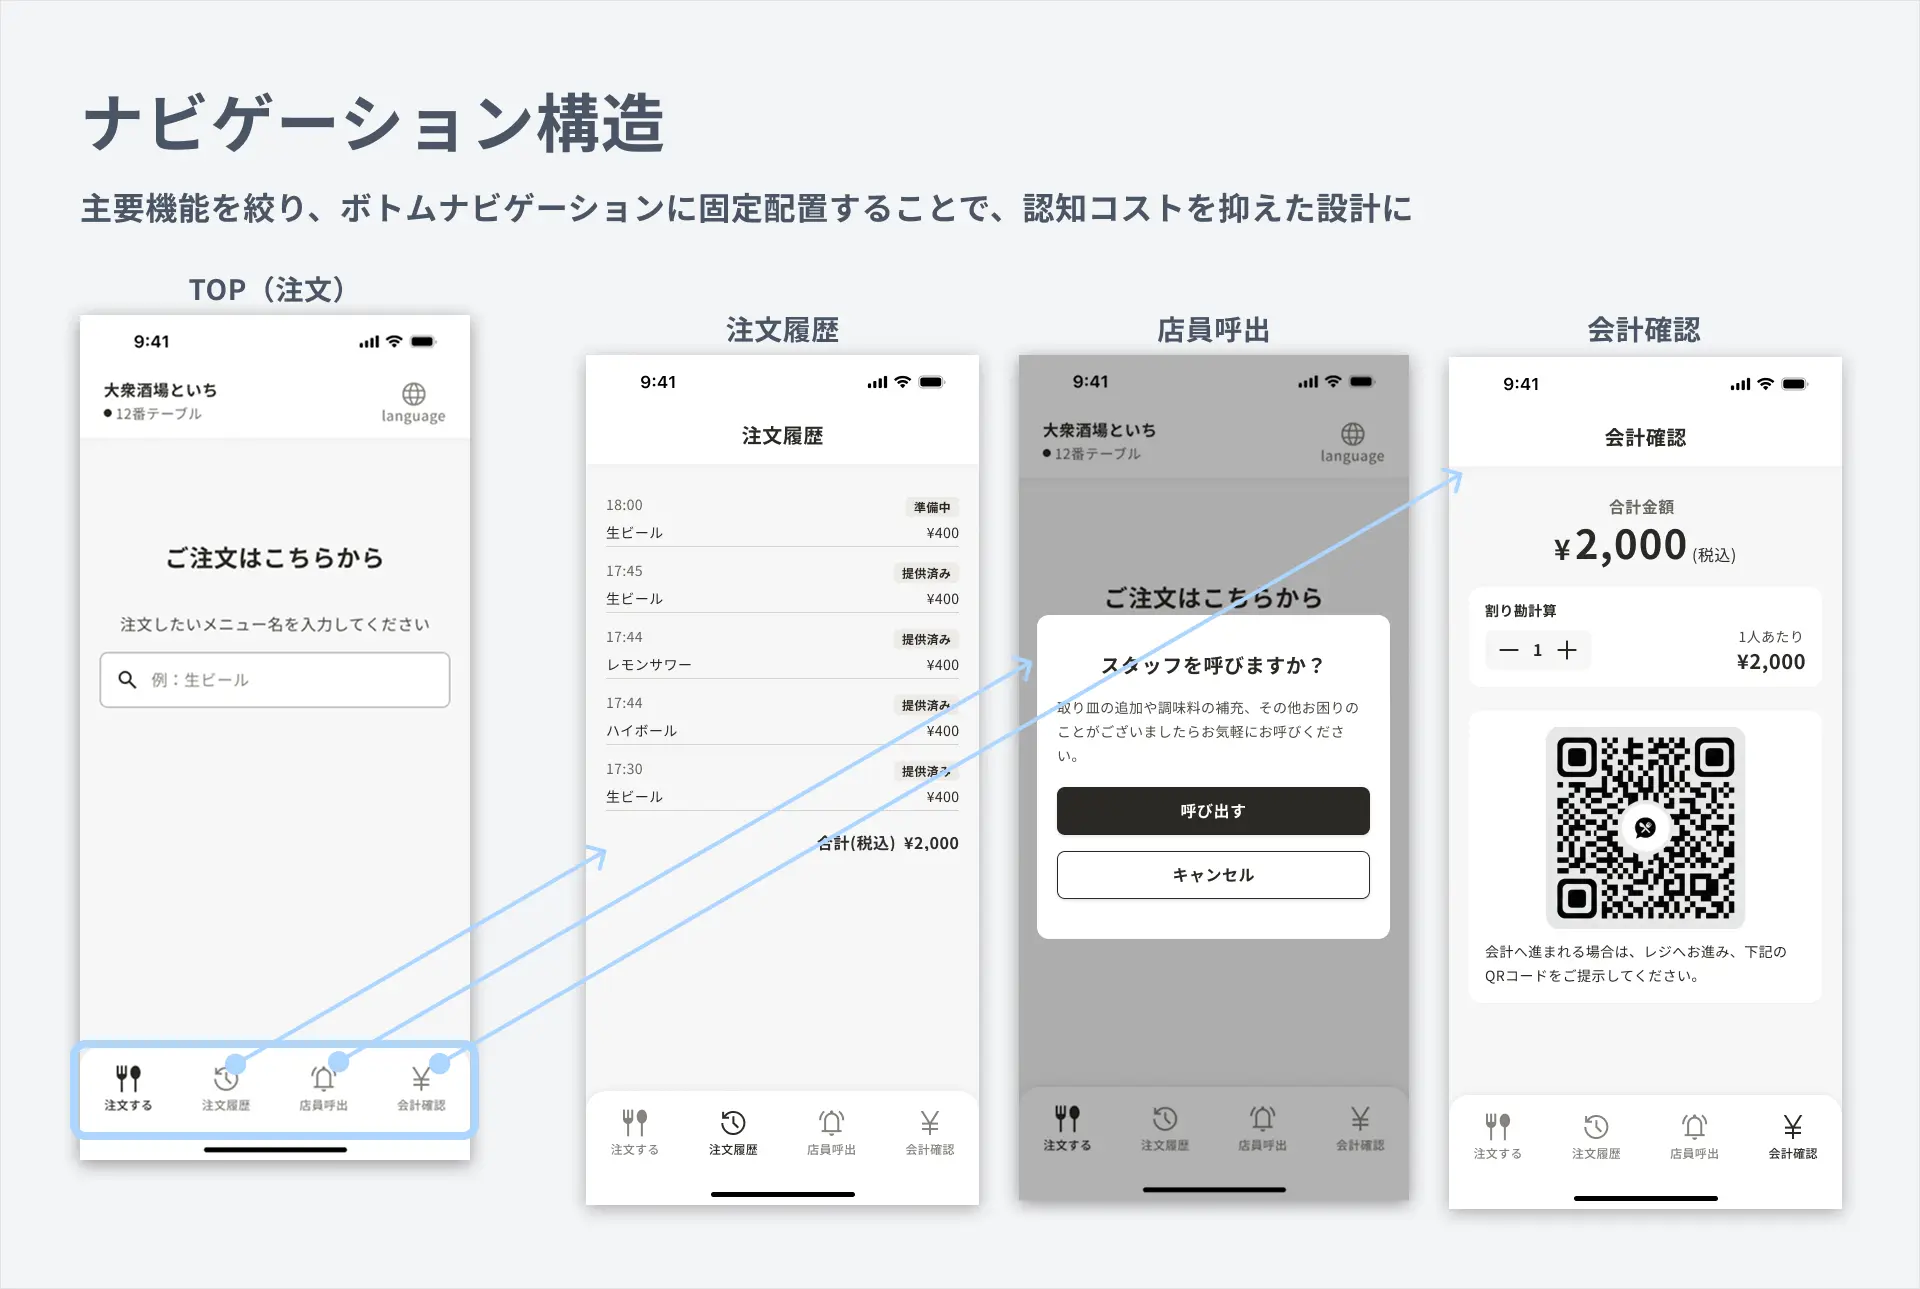 ナビゲーション構造
主要機能を絞り、ボトムナビゲーションに固定配置することで、認知コストを抑えた設計に
TOP（注文）
9:41
大衆酒場といち
12番テーブル
language
ご注文はこちらから
注文したいメニュー名を入力してください
例：生ビール
注文する
注文履歴
店員呼出
会計確認
注文履歴
9:41
注文履歴
18:00
準備中
生ビール
¥400
17:45
提供済み
生ビール
¥400
17:44
提供済み
レモンサワー
¥400
17:44
提供済み
ハイボール
¥400
17:30
提供済み
生ビール
¥400
合計(税込) ¥2,000
注文する
注文履歴
店員呼出
会計確認
店員呼出
9:41
大衆酒場といち
12番テーブル
language
ご注文はこちらから
スタッフを呼びますか？
取り皿の追加や調味料の補充、その他お困りの
ことがございましたらお気軽にお呼びくださ
い。
呼び出す
キャンセル
注文する
注文履歴
店員呼出
会計確認
会計確認
9:41
会計確認
合計金額
¥2,000(税込)
割り勘計算
1
1人あたり
¥2,000
会計へ進まれる場合は、レジへお進み、下記の
QRコードをご提示してください。
注文する
注文履歴
店員呼出
会計確認